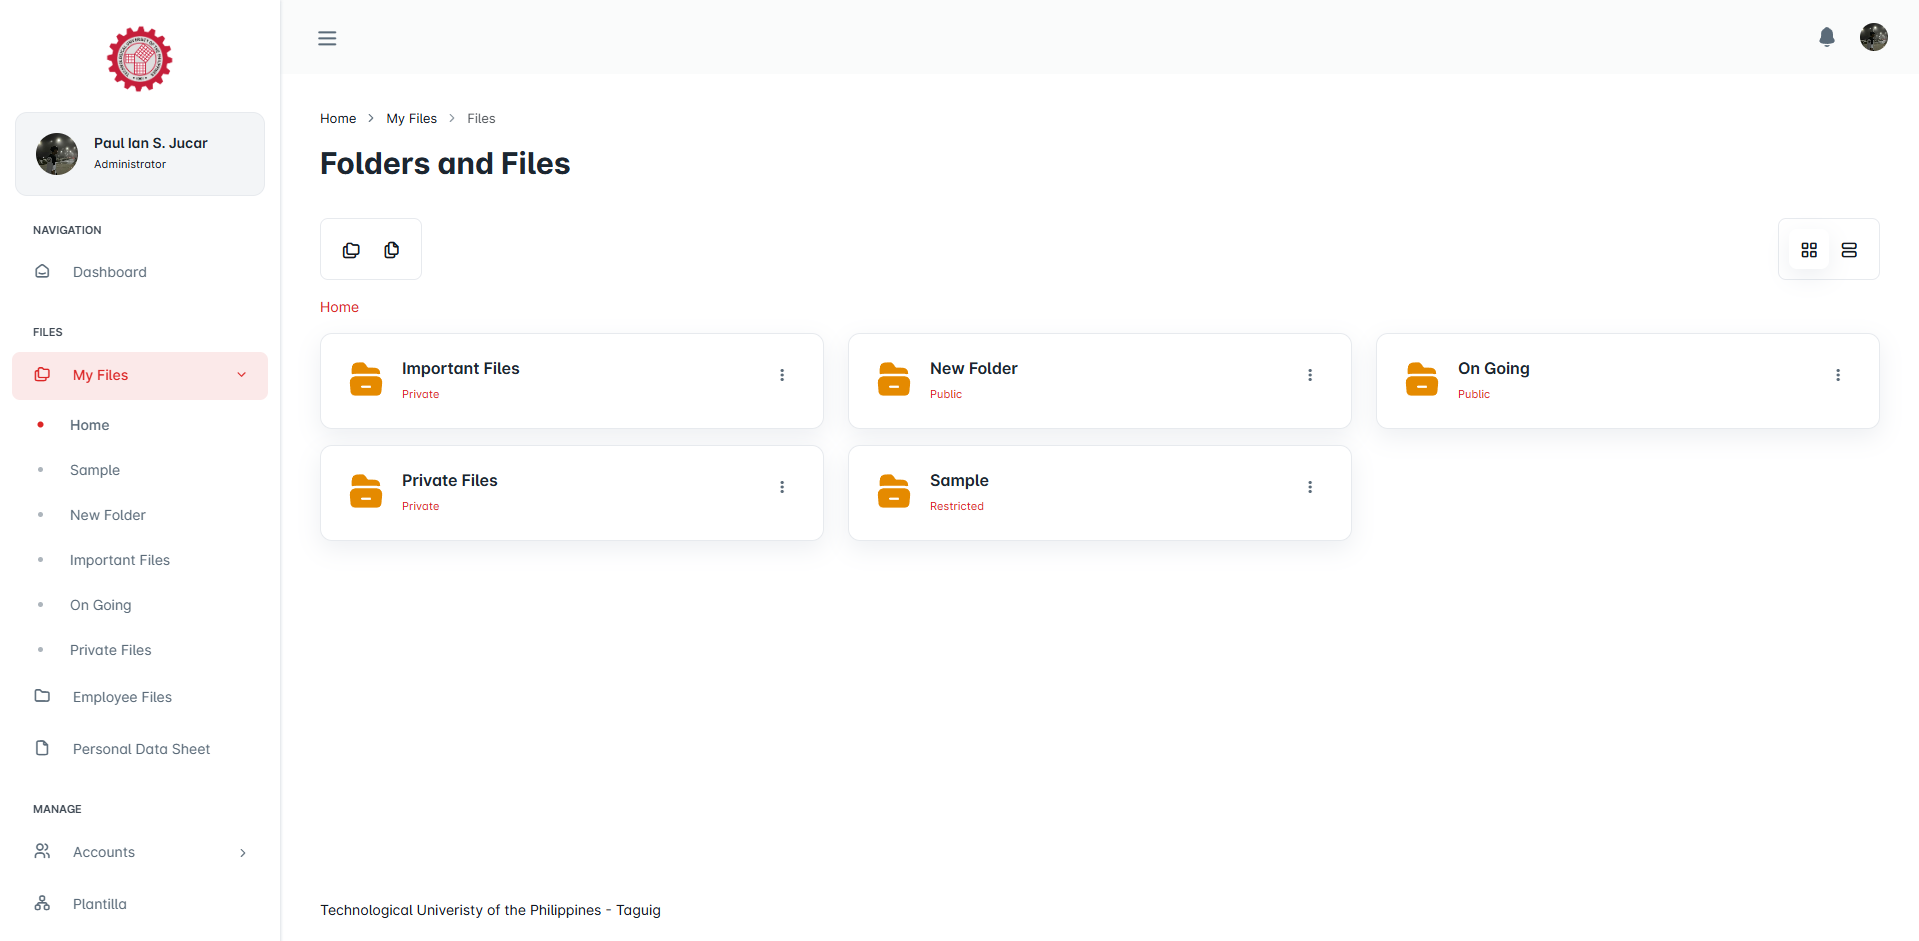 Paul Ian S. Jucar
Administrator
NAVIGATION
Dashboard
FILES
My Files
Home
Sample
New Folder
Important Files
On Going
Private Files
Employee Files
Personal Data Sheet
MANAGE
Accounts
Plantilla
Home > My Files > Files
Folders and Files
Home
Important Files
Private
New Folder
Public
On Going
Public
Private Files
Private
Sample
Restricted
Technological Univeristy of the Philippines - Taguig